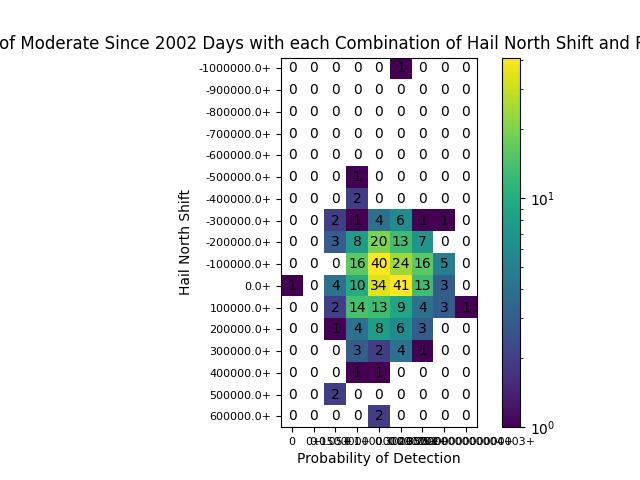 of Moderate Since 2002 Days with each Combination of Hail North Shift and
-1000000.0+ 0 0 0 0 0 1 0 0 0
-900000.0+ 0 0 0 0 0 0 0 0 0
-800000.0+ 0 0 0 0 0 0 0 0 0
-700000.0+ 0 0 0 0 0 0 0 0 0
-600000.0+ 0 0 0 0 0 0 0 0 0
-500000.0+ 0 0 0 1 0 0 0 0 0
-400000.0+ 0 0 0 2 0 0 0 0 0
-300000.0+ 0 0 2 1 4 6 1 1 0
-200000.0+ 0 0 3 8 20 13 7 0 0
-100000.0+ 0 0 0 16 40 24 16 5 0
0.0+ 1 0 4 10 34 41 13 3 0
100000.0+ 0 0 2 14 13 9 4 3 1
200000.0+ 0 0 1 4 8 6 3 0 0
300000.0+ 0 0 0 3 2 4 1 0 0
400000.0+ 0 0 0 1 1 0 0 0 0
500000.0+ 0 0 2 0 0 0 0 0 0
600000.0+ 0 0 0 0 2 0 0 0 0
0
Probability of Detection
Hail North Shift
10¹
10⁰